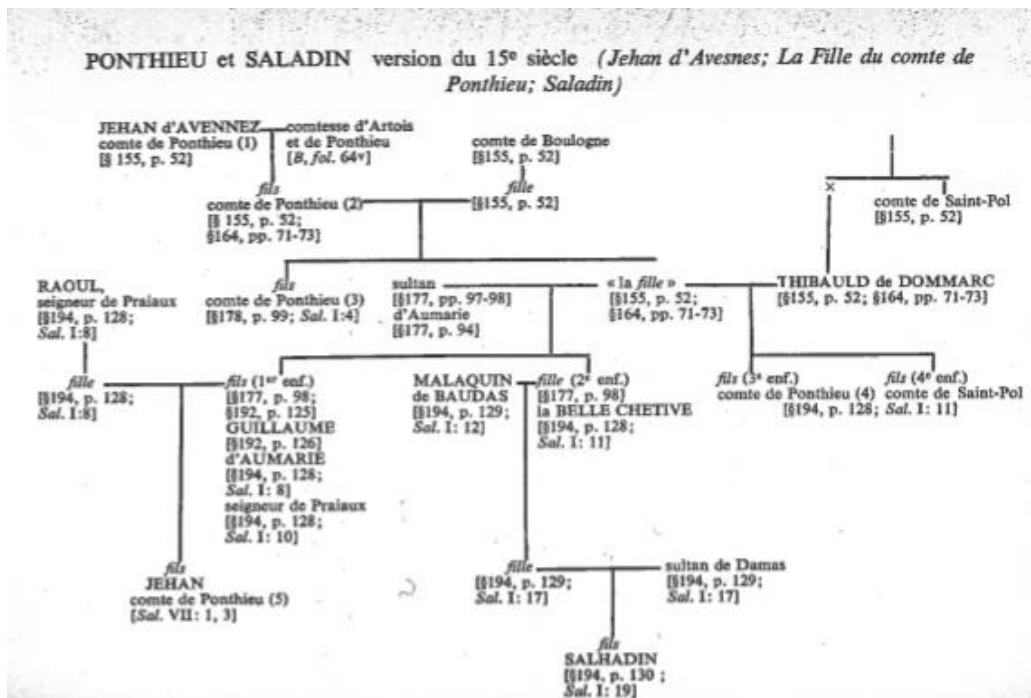 PONTHIEU et SALADIN version du 15e siècle (Jehan d'Avesnes; La Fille du comte de
Ponthieu; Saladin)
JEHAN d'AVENNEZ
comte de Ponthieu (1)
[§ 155, p. 52]
comtesse d'Artois
et de Ponthieu
[B, fol. 64v]
comte de Boulogne
[§155, p. 52]
fils
comte de Ponthieu (2)
[§ 155, p. 52;
§164, pp. 71-73]
fille
[§155, p. 52]
×
comte de Saint-Pol
[§155, p. 52]
RAOUL,
seigneur de Praiaux
[§194, p. 128;
Sal. I:8]
fils
comte de Ponthieu (3)
[§178, p. 99; Sal. I:4]
sultan
[§177, pp. 97-98]
d'Aumarie
[§177, p. 94]
« la fille »
[§155, p. 52;
§164, pp. 71-73]
THIBAULD de DOMMARC
[§155, p. 52; §164, pp. 71-73]
fille
[§194, p. 128;
Sal. I:8]
fils (1er enf.)
[§177, p. 98;
§192, p. 125]
GUILLAUME
[§192, p. 126]
d'AUMARIE
[§194, p. 128;
Sal. I: 8]
seigneur de Praiaux
[§194, p. 128;
Sal. I: 10]
MALAQUIN
de BAUDAS
[§194, p. 129;
Sal. I: 12]
fille (2e enf.)
[§177, p. 98]
la BELLE CHETIVE
[§194, p. 128;
Sal. I: 11]
fils (3e enf.)
comte de Ponthieu (4)
fils (4e enf.)
comte de Saint-Pol
[§194, p. 128; Sal. I: 11]
fils
JEHAN
comte de Ponthieu (5)
[Sal. VII: 1, 3]
fille
[§194, p. 129;
Sal. I: 17]
sultan de Damas
[§194, p. 129;
Sal. I: 17]
fils
SALHADIN
[§194, p. 130 ;
Sal. I: 19]